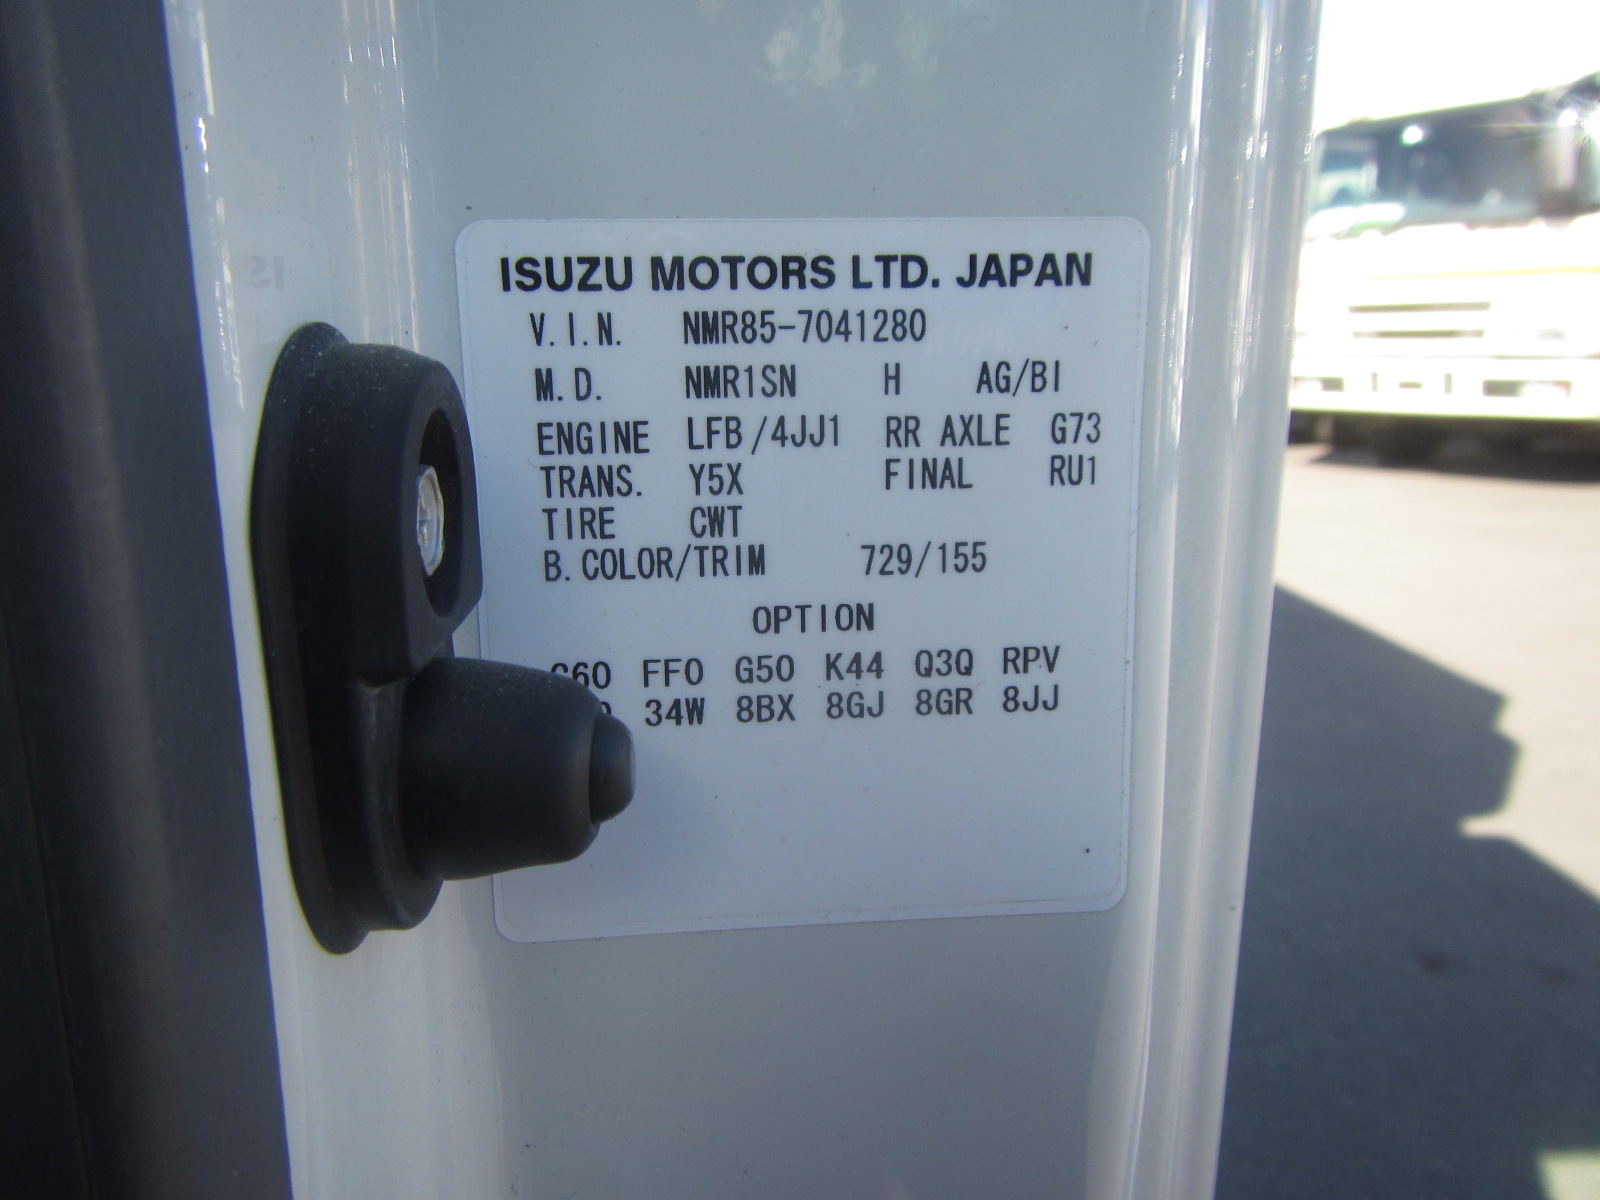 ISUZU MOTORS LTD. JAPAN
V.I.N. NMR85-7041280
M.D. NMR1SN H AG/BI
ENGINE LFB/4JJ1 RR AXLE G73
TRANS. Y5X FINAL RU1
TIRE CWT
B.COLOR/TRIM 729/155
OPTION
FF0 G50 K44 Q3Q RPV
34W 8BX 8GJ 8GR 8JJ